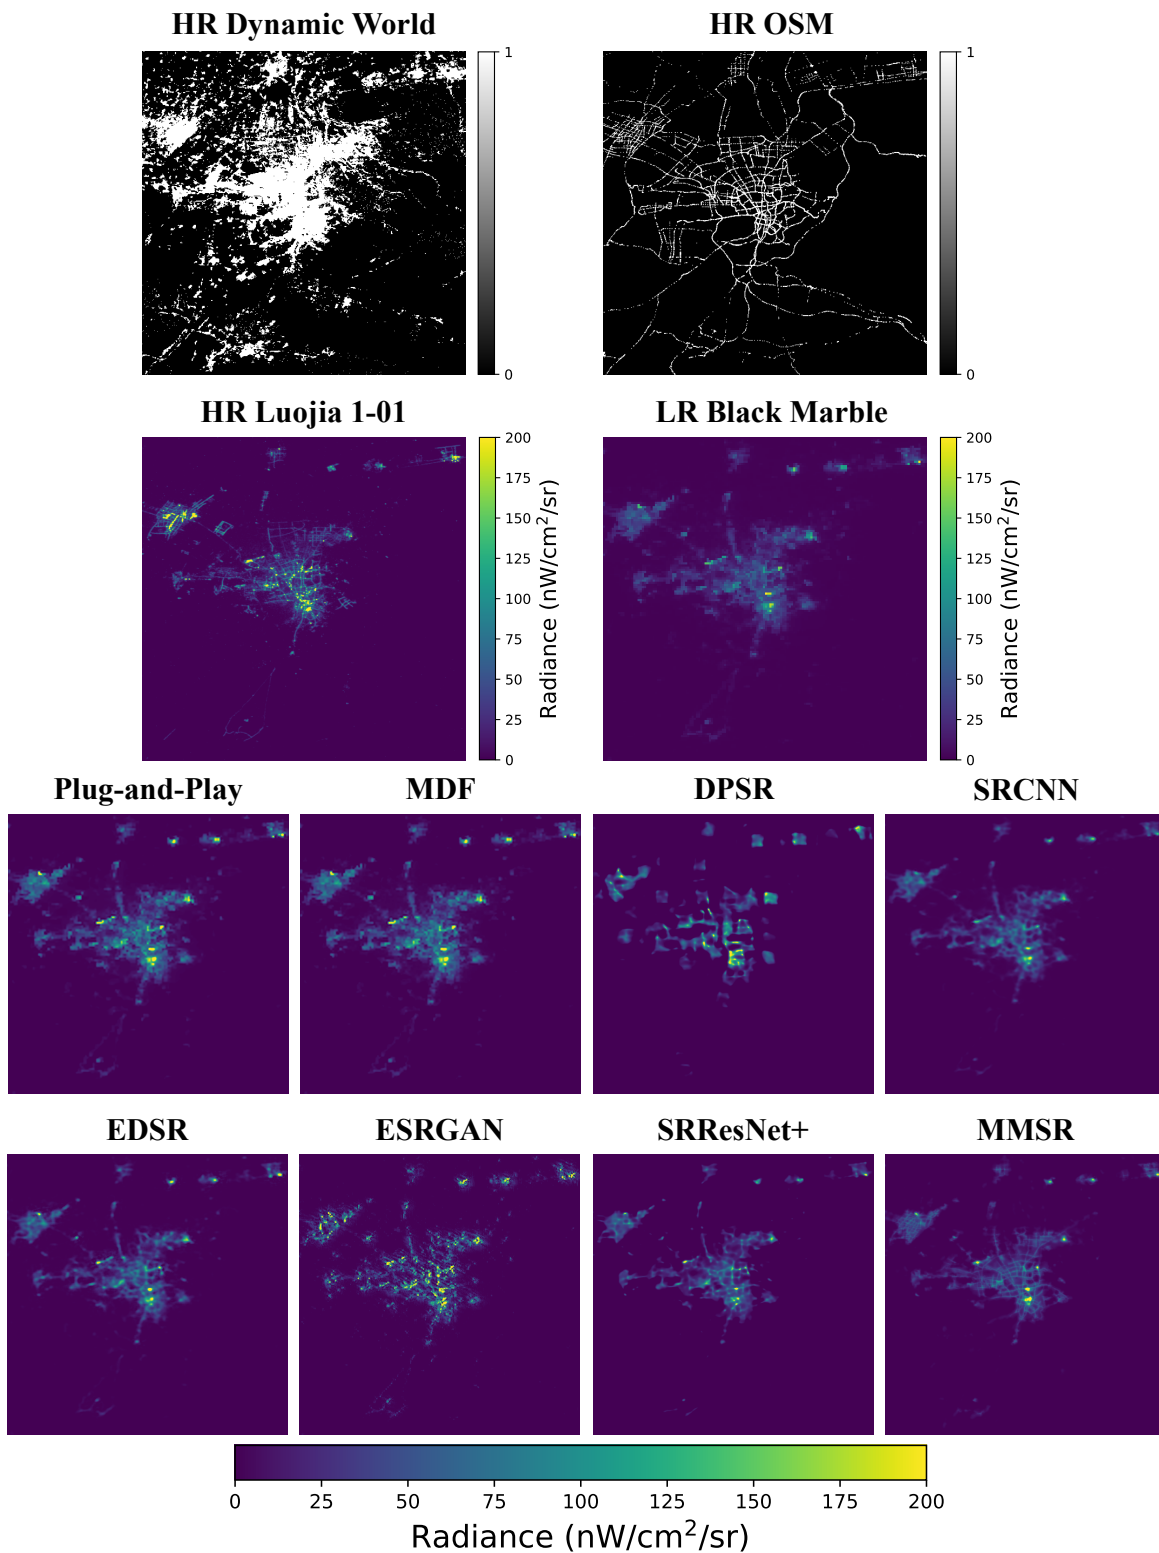 HR Dynamic World
HR OSM
1
0
1
0
HR Luojia 1-01
LR Black Marble
200
175
150
125
100
75
50
25
0
Radiance (nW/cm²/sr)
200
175
150
125
100
75
50
25
0
Radiance (nW/cm²/sr)
Plug-and-Play
MDF
DPSR
SRCNN
EDSR
ESRGAN
SRResNet+
MMSR
0 25 50 75 100 125 150 175 200
Radiance (nW/cm²/sr)